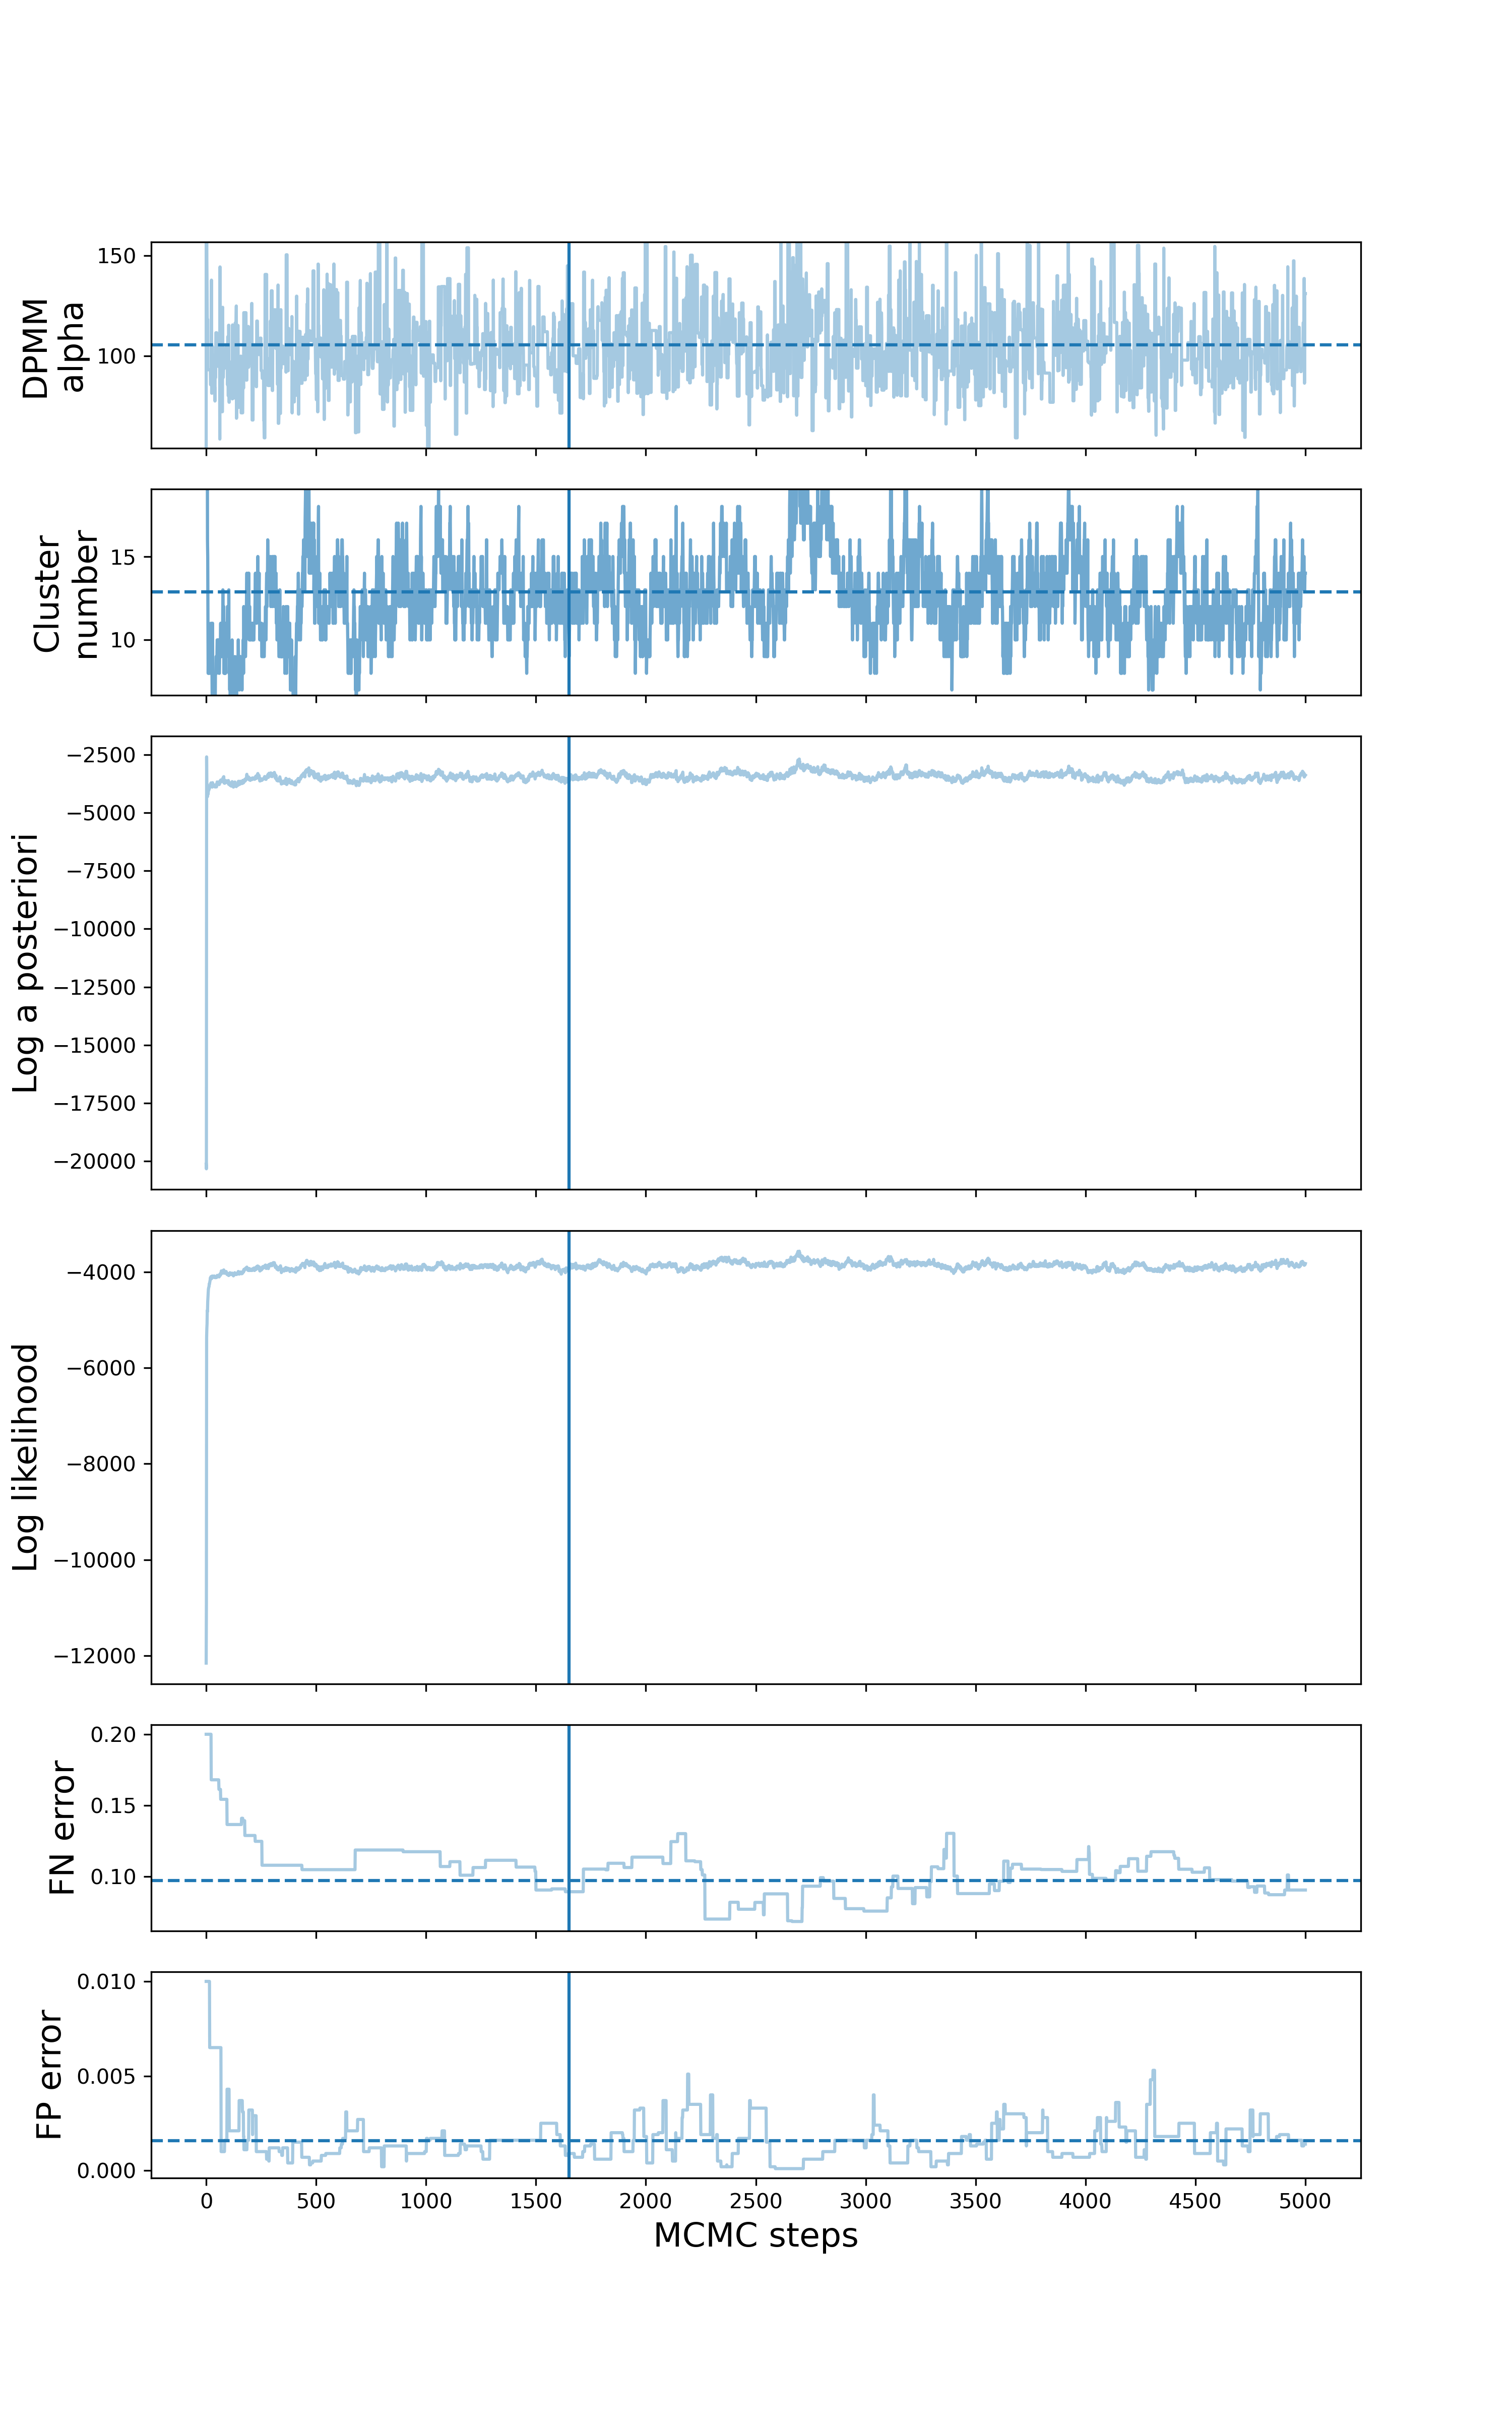 DPMM
alpha
150
100
Cluster
number
15
10
Log a posteriori
−2500
−5000
−7500
−10000
−12500
−15000
−17500
−20000
Log likelihood
−4000
−6000
−8000
−10000
−12000
FN error
0.20
0.15
0.10
FP error
0.010
0.005
0.000
0 500 1000 1500 2000 2500 3000 3500 4000 4500 5000
MCMC steps